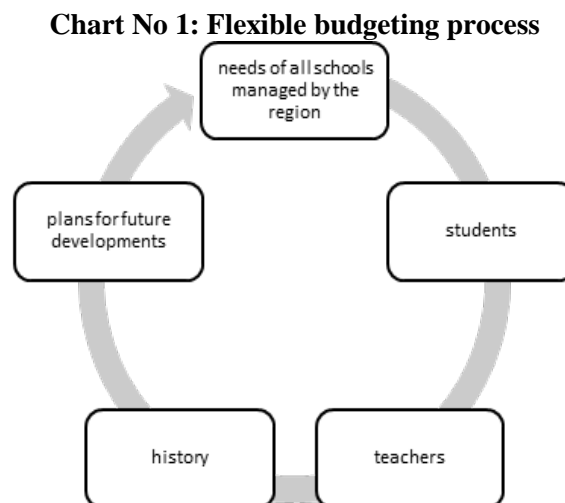 Chart No 1: Flexible budgeting process
needs of all schools
managed by the
region
students
teachers
history
plans for future
developments